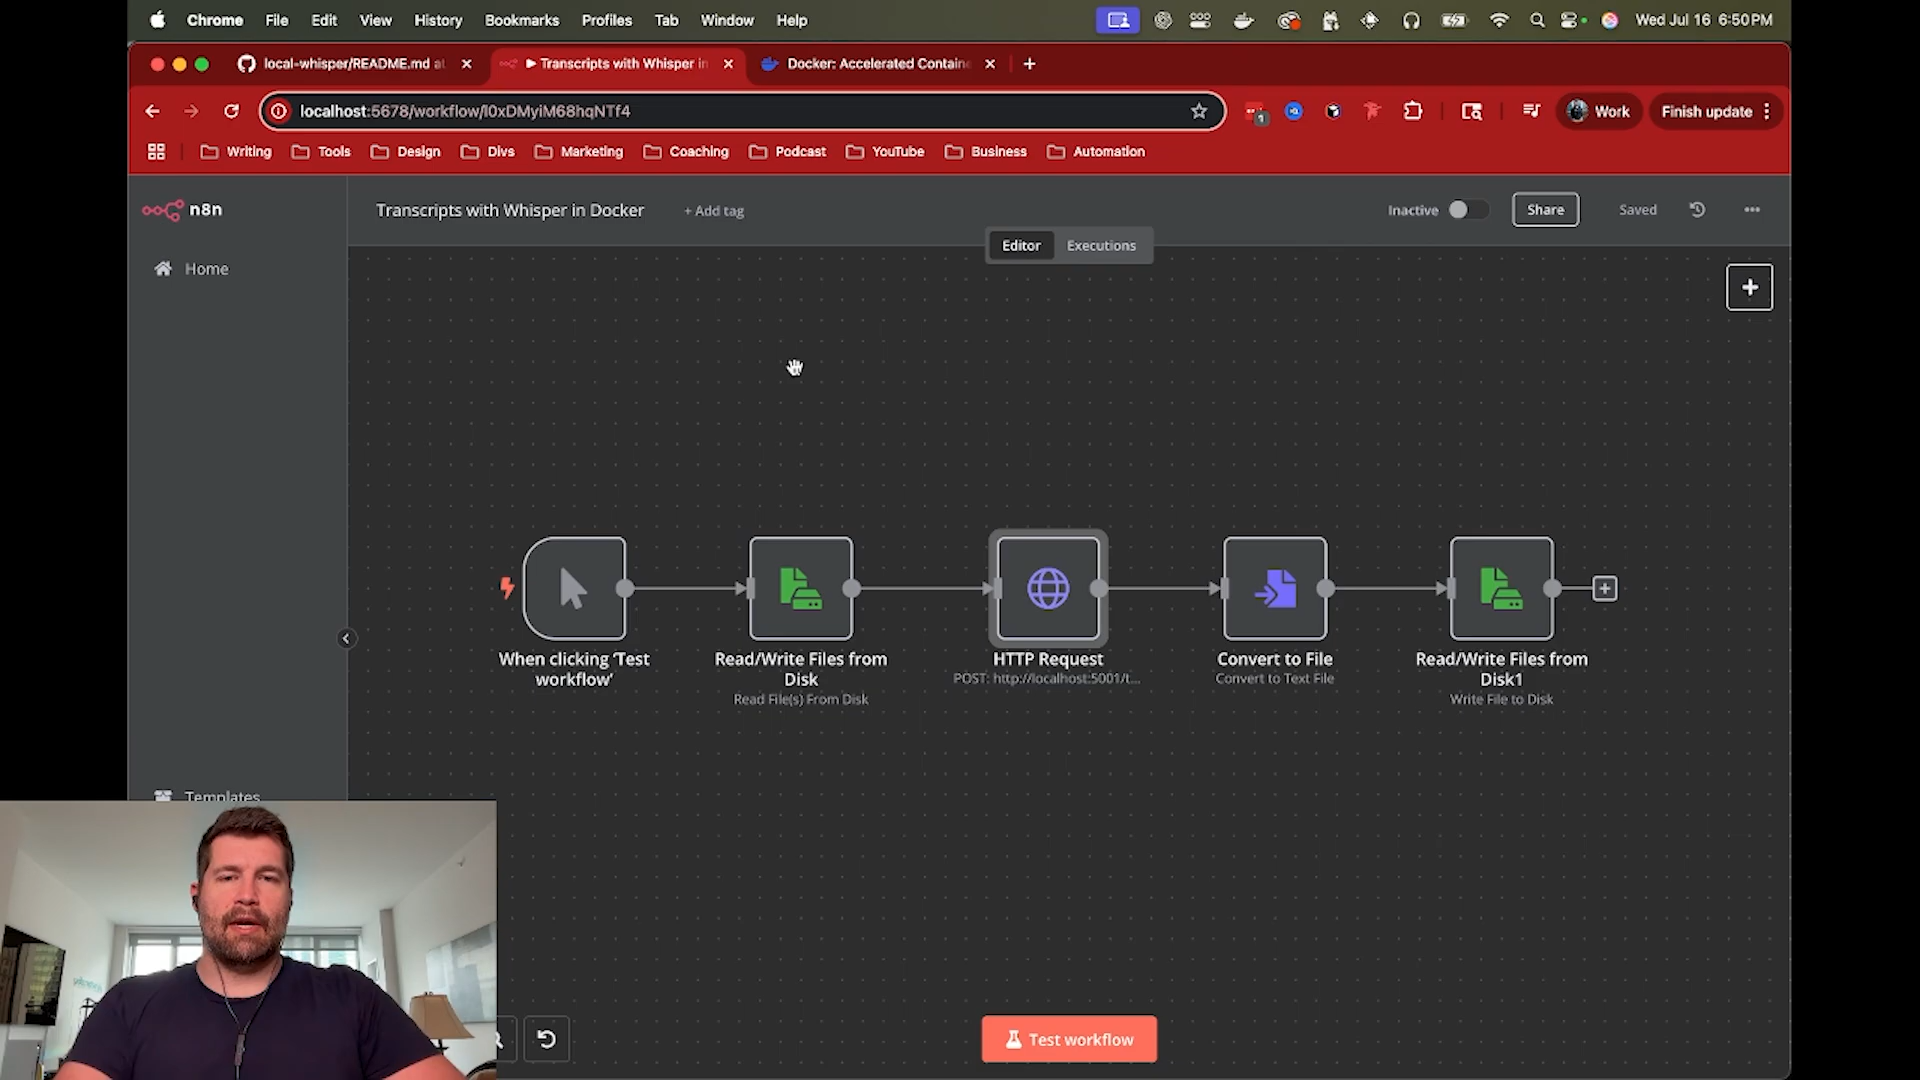 Chrome File Edit View History Bookmarks Profiles Tab Window Help Wed Jul 16 6:50PM
local-whisper/README.md at Transcripts with Whisper in Docker: Accelerated Containe
localhost:5678/workflow/I0xDMyiM68hqNTf4 1 Work Finish update
Writing Tools Design Divs Marketing Coaching Podcast YouTube Business Automation
n8n Transcripts with Whisper in Docker + Add tag Inactive Share Saved
Editor Executions
Home
When clicking ‘Test
workflow’
Read/Write Files from
Disk
Read File(s) From Disk
HTTP Request
POST: http://localhost:5001/t...
Convert to File
Convert to Text File
Read/Write Files from
Disk1
Write File to Disk
Templates
Test workflow